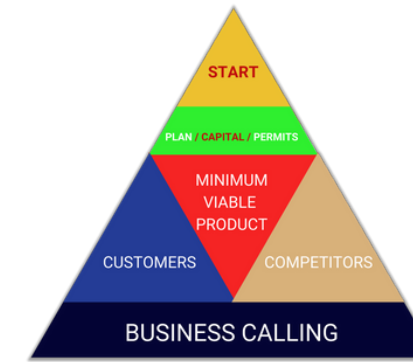 START
PLAN / CAPITAL / PERMITS
MINIMUM
VIABLE
PRODUCT
CUSTOMERS
COMPETITORS
BUSINESS CALLING